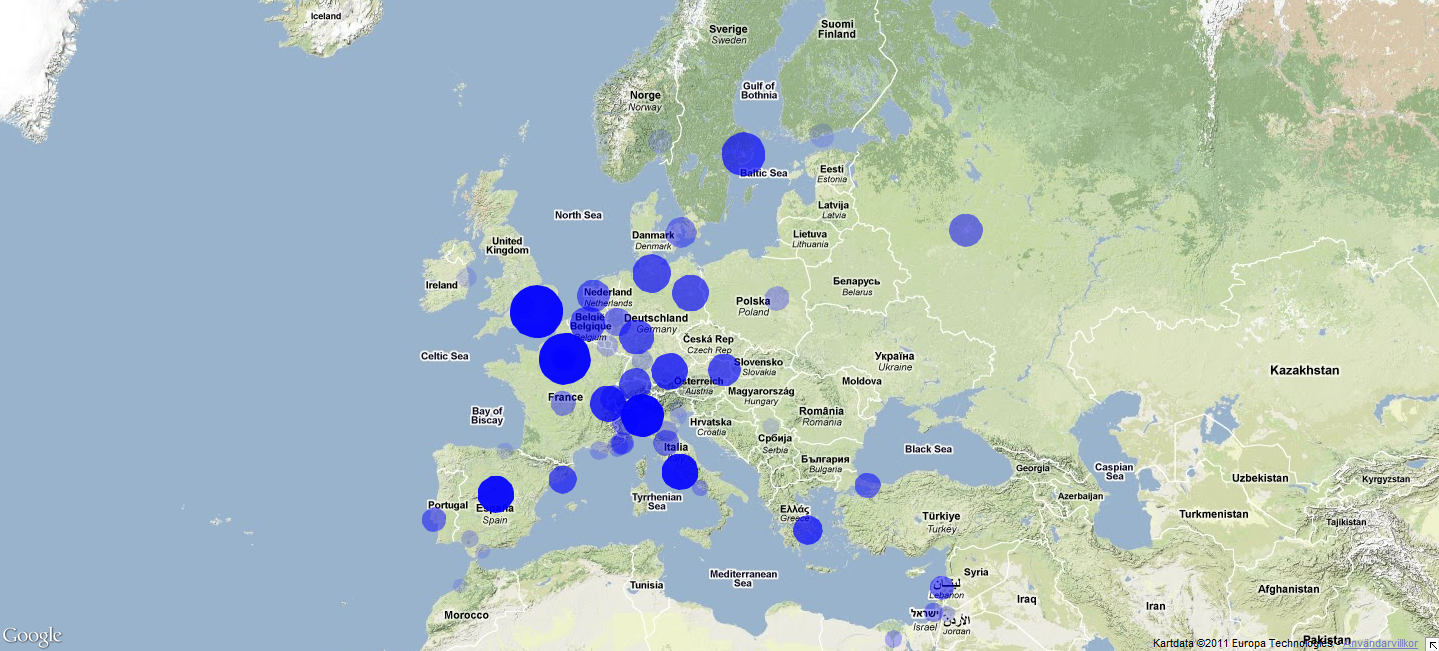 Iceland
Sverige
Sweden
Suomi
Finland
Norge
Norway
Gulf of
Bothnia
Baltic Sea
Eesti
Estonia
Latvija
Latvia
North Sea
Danmark
Denmark
Lietuva
Lithuania
United
Kingdom
Ireland
Беларусь
Belarus
Nederland
Netherlands
Polska
Poland
België
Belgique
Belgium
Deutschland
Germany
Česká Rep
Czech Rep
Celtic Sea
Slovensko
Slovakia
Україна
Ukraine
Kazakhstan
Österreich
Austria
Magyarország
Hungary
Moldova
France
Bay of
Biscay
România
Romania
Hrvatska
Croatia
Србија
Serbia
Italia
Black Sea
България
Bulgaria
Georgia
Caspian
Sea
Uzbekistan
Kyrgyzstan
Azerbaijan
Tyrrhenian
Sea
Portugal
España
Spain
Ελλάς
Greece
Türkiye
Turkey
Turkmenistan
Tajikistan
Mediterranean
Sea
Tunisia
Syria
لبنان
Lebanon
Iraq
Iran
Afghanistan
Morocco
ישראל
Israel
الأردن
Jordan
Pakistan
Google
Kartdata ©2011 Europa Technologies - Användarvillkor